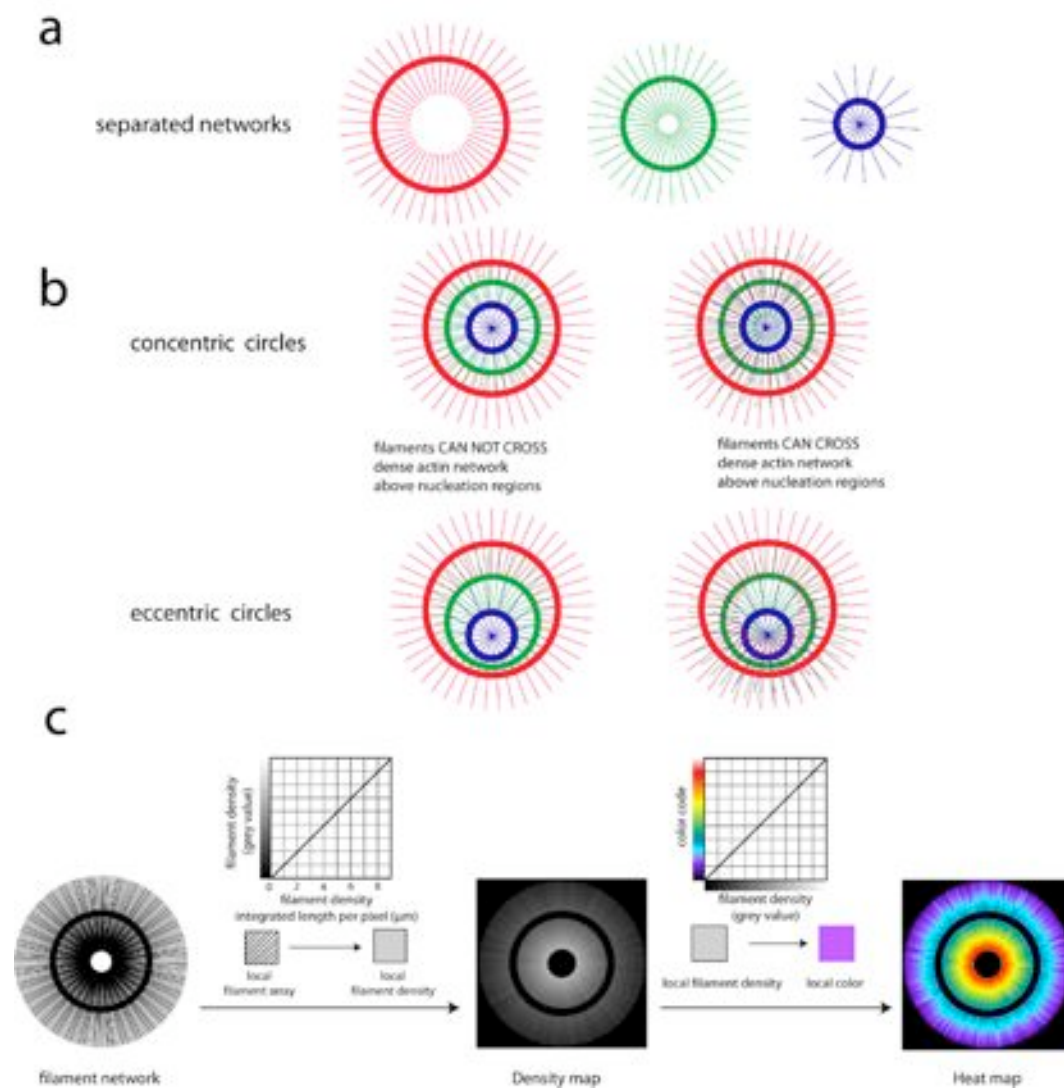 a
separated networks
b
concentric circles
filaments CAN NOT CROSS
dense actin network
above nucleation regions
filaments CAN CROSS
dense actin network
above nucleation regions
eccentric circles
c
filament density
(grey value)
0 2 4 6 8
filament density
integrated length per pixel (μm)
local
filament array
local
filament density
color code
filament density
(grey value)
local filament density
local color
filament network
Density map
Heat map